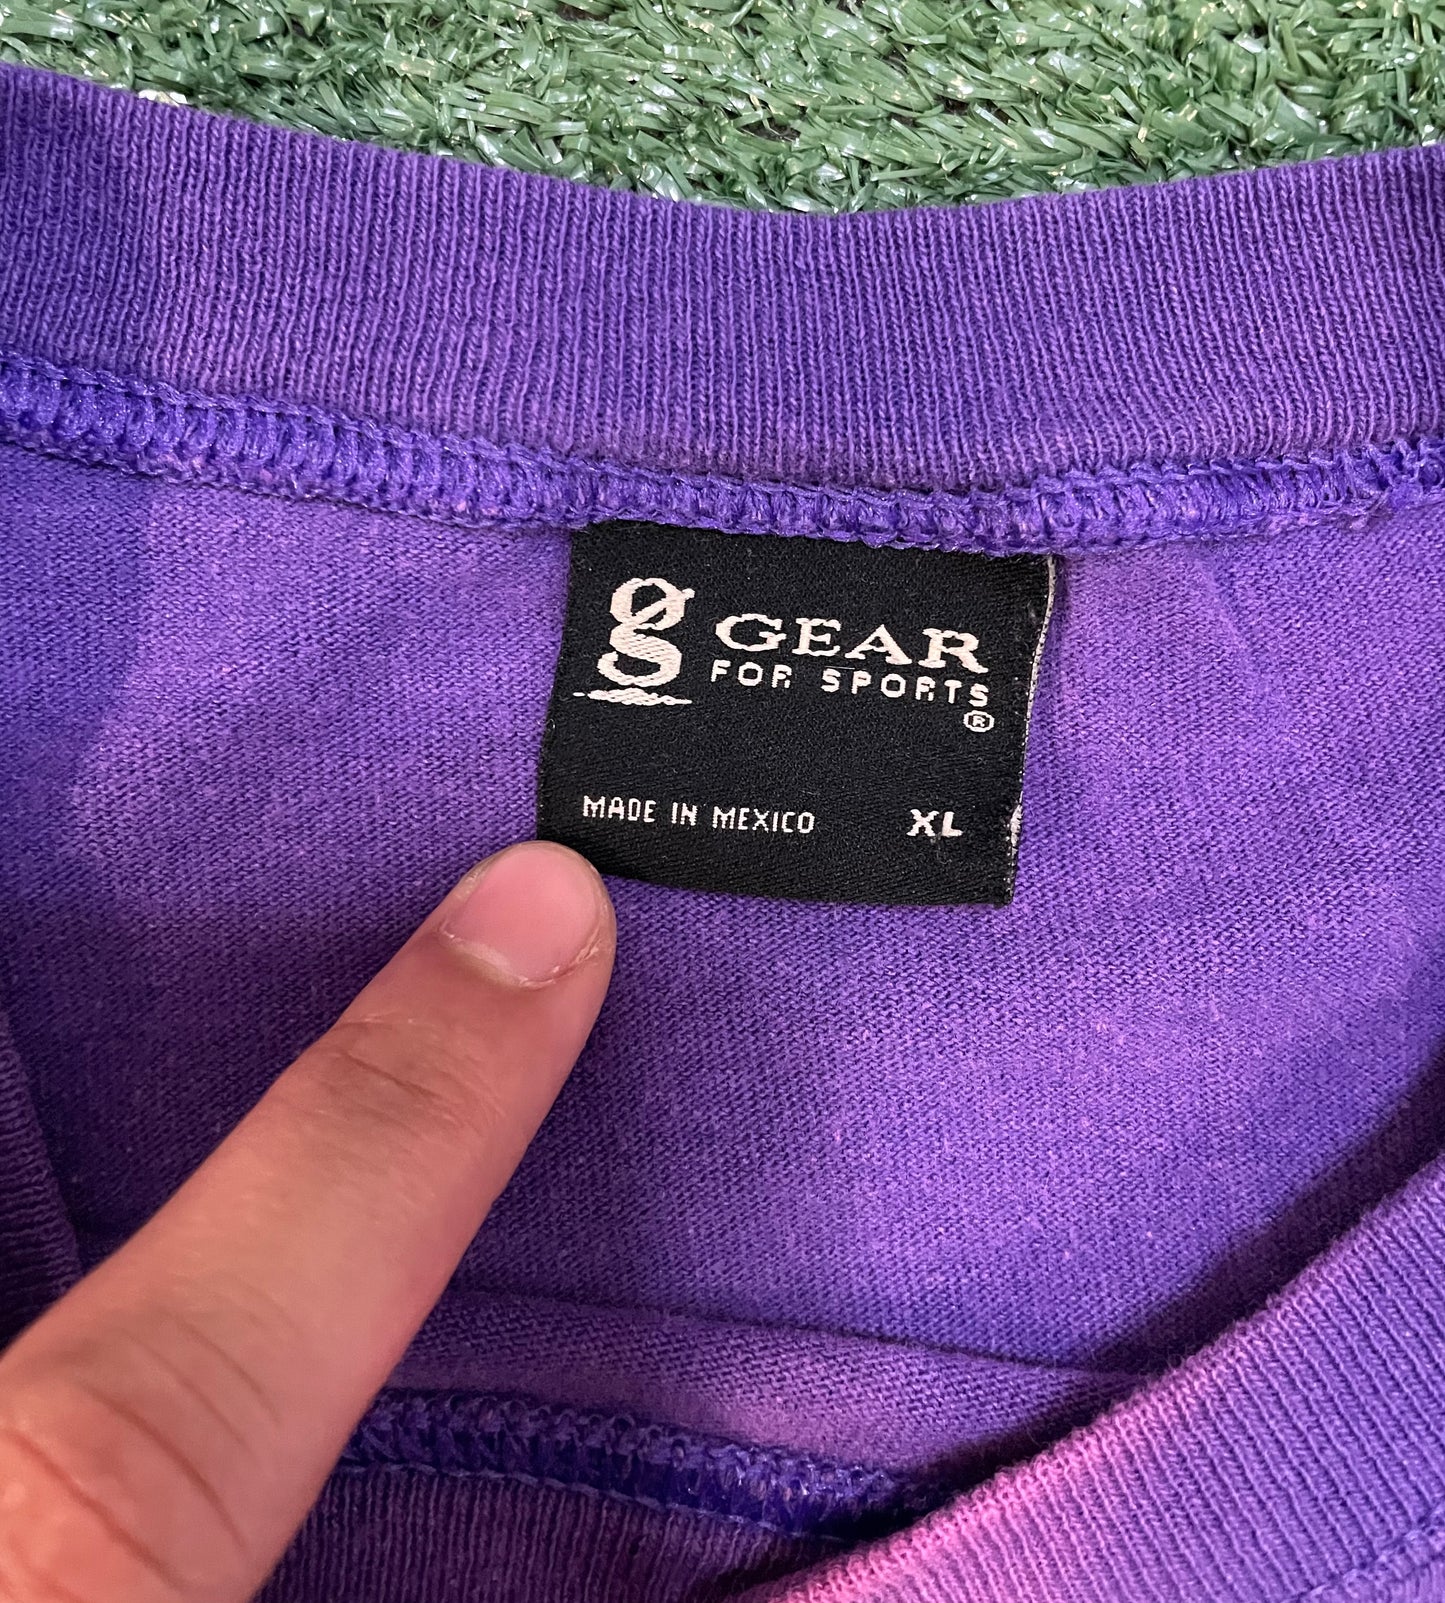 g GEAR
FOR SPORTS
®
MADE IN MEXICO XL